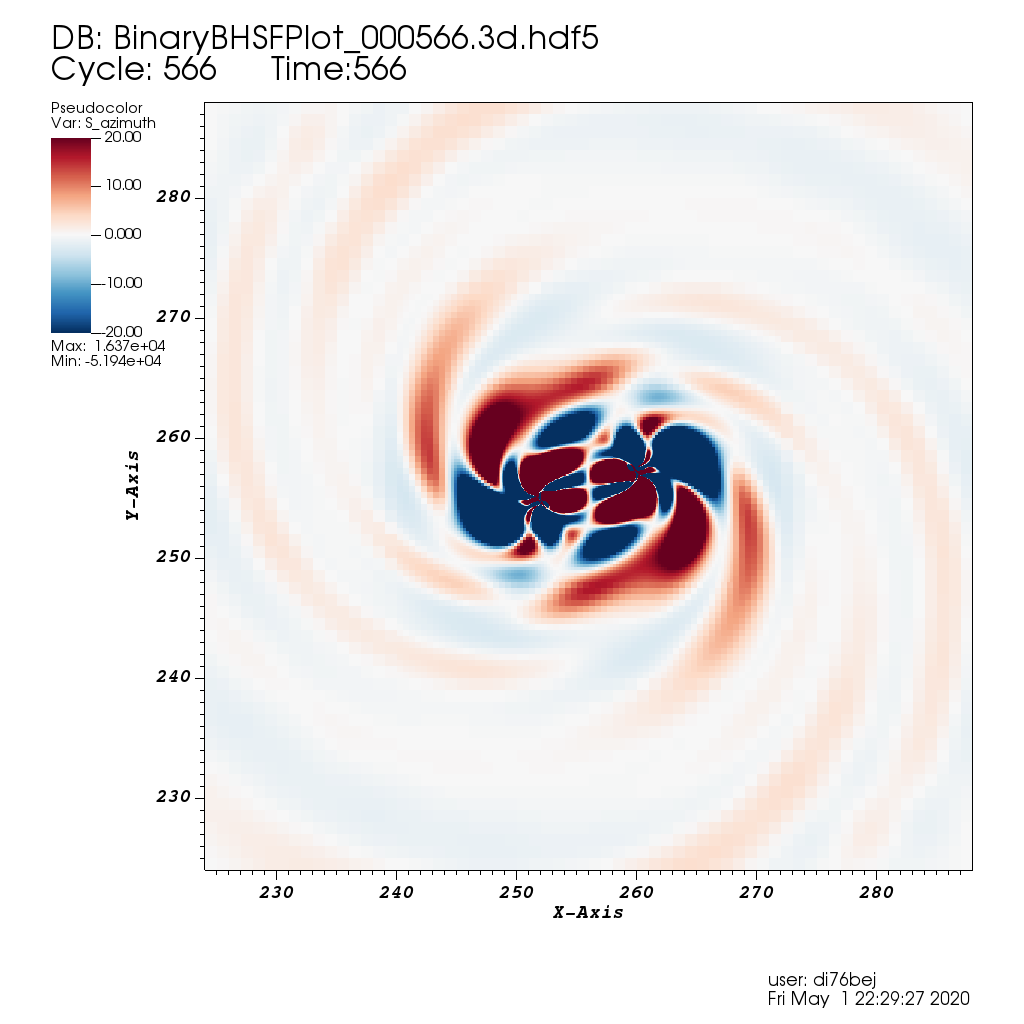 DB: BinaryBHSFPlot_000566.3d.hdf5
Cycle: 566 Time:566
Pseudocolor
Var: S_azimuth
20.00
10.00
0.000
-10.00
-20.00
Max: 1.637e+04
Min: -5.194e+04
280
270
260
250
240
230
Y-Axis
230 240 250 260 270 280
X-Axis
user: di76bej
Fri May 1 22:29:27 2020